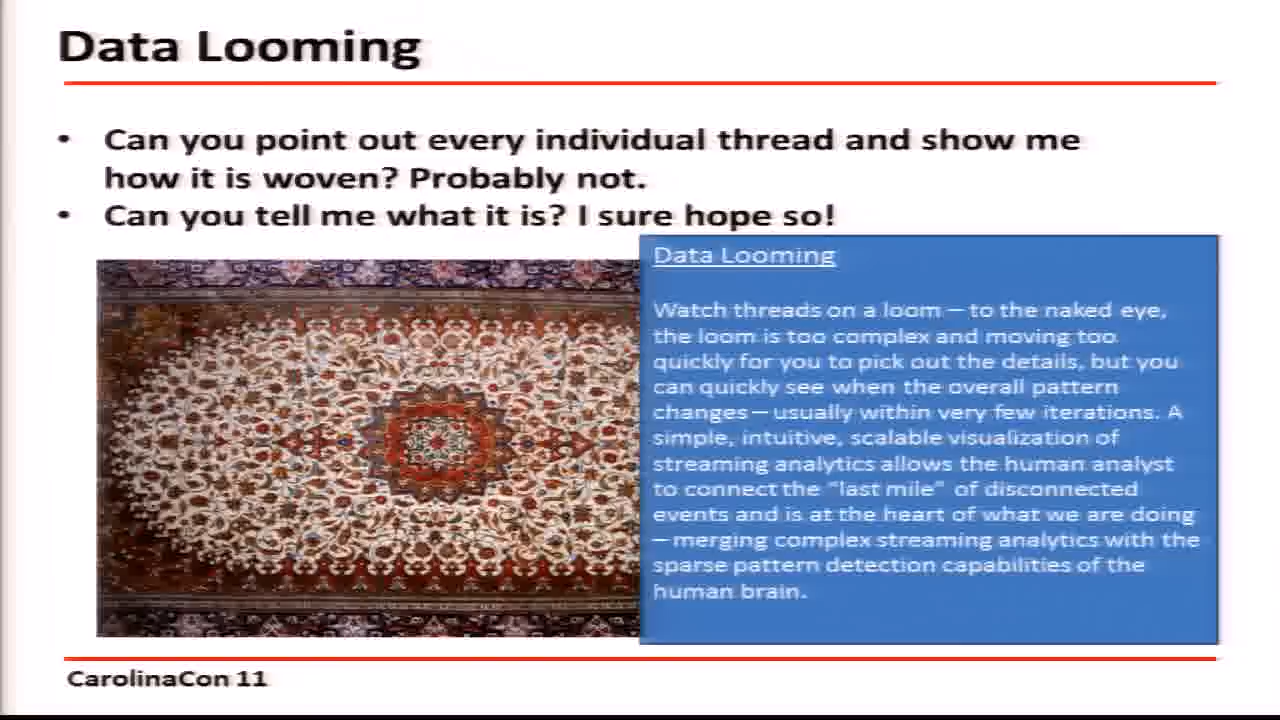 Data Looming
• Can you point out every individual thread and show me
how it is woven? Probably not.
• Can you tell me what it is? I sure hope so!
Data Looming
Watch threads on a loom – to the naked eye,
the loom is too complex and moving too
quickly for you to pick out the details, but you
can quickly see when the overall pattern
changes – usually within very few iterations. A
simple, intuitive, scalable visualization of
streaming analytics allows the human analyst
to connect the “last mile” of disconnected
events and is at the heart of what we are doing
– merging complex streaming analytics with the
sparse pattern detection capabilities of the
human brain.
CarolinaCon 11